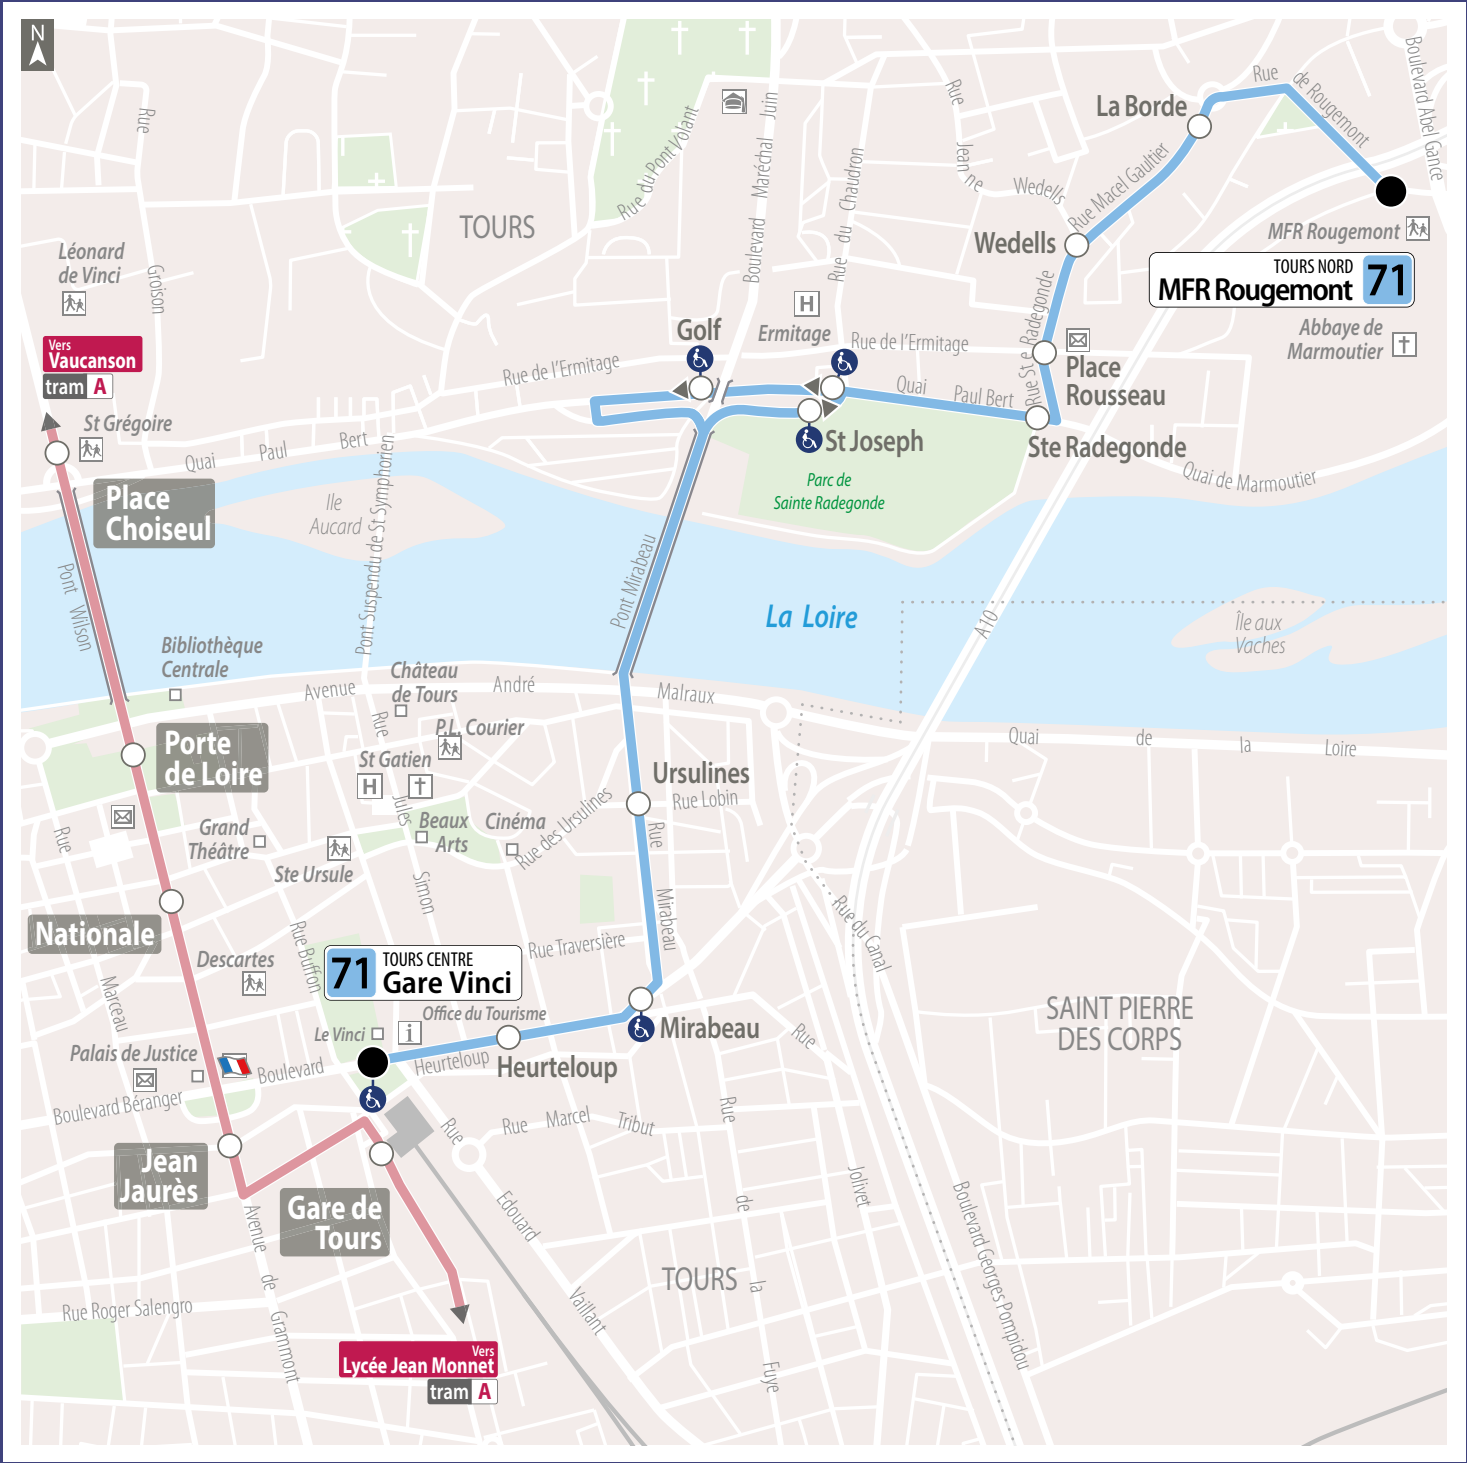 N
Rue
Groison
Léonard
de Vinci
Vers
Vaucanson
tram A
St Grégoire
Place
Choiseul
Quai
Paul
Bert
Ile
Aucard
Pont Suspendu de St Symphorien
Pont Wilson
TOURS
Rue du Pont Volant
Boulevard Maréchal Juin
Rue du Chaudron
Rue
Jeanne
Wedells
Rue Macel Gaultier
La Borde
Rue
de Rougemont
Boulevard Abel Gance
MFR Rougemont
TOURS NORD
MFR Rougemont
71
Abbaye de
Marmoutier
Wedells
Rue Ste Radegonde
Place
Rousseau
Ste Radegonde
Quai de Marmoutier
H
Ermitage
Rue de l'Ermitage
Golf
Rue de l'Ermitage
Quai
Paul Bert
St Joseph
Parc de
Sainte Radegonde
Pont Mirabeau
La Loire
A10
Île aux
Vaches
Bibliothèque
Centrale
Avenue
André
Malraux
Château
de Tours
Rue
P.L. Courier
Porte
de Loire
St Gatien
H
Jules
Beaux
Arts
Cinéma
Rue des Ursulines
Ursulines
Rue Lobin
Rue
Mirabeau
Quai
de
la
Loire
Rue
Grand
Théâtre
Ste Ursule
Simon
Nationale
Descartes
Rue Buffon
71
TOURS CENTRE
Gare Vinci
Rue Traversière
Rue du Canal
Marceau
Le Vinci
i
Office du Tourisme
Heurteloup
Heurteloup
Mirabeau
Rue
SAINT PIERRE
DES CORPS
Palais de Justice
Boulevard
Boulevard Béranger
Jean
Jaurès
Gare de
Tours
Rue
Edouard
Vaillant
Rue
Marcel
Tribut
Rue
de
la
Fuye
Jolivet
Boulevard Georges Pompidou
TOURS
Avenue
de
Grammont
Rue Roger Salengro
Vers
Lycée Jean Monnet
tram A